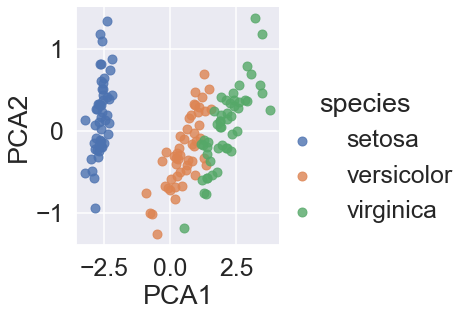 PCA2
1
0
−1
−2.5 0.0 2.5
PCA1
species
setosa
versicolor
virginica